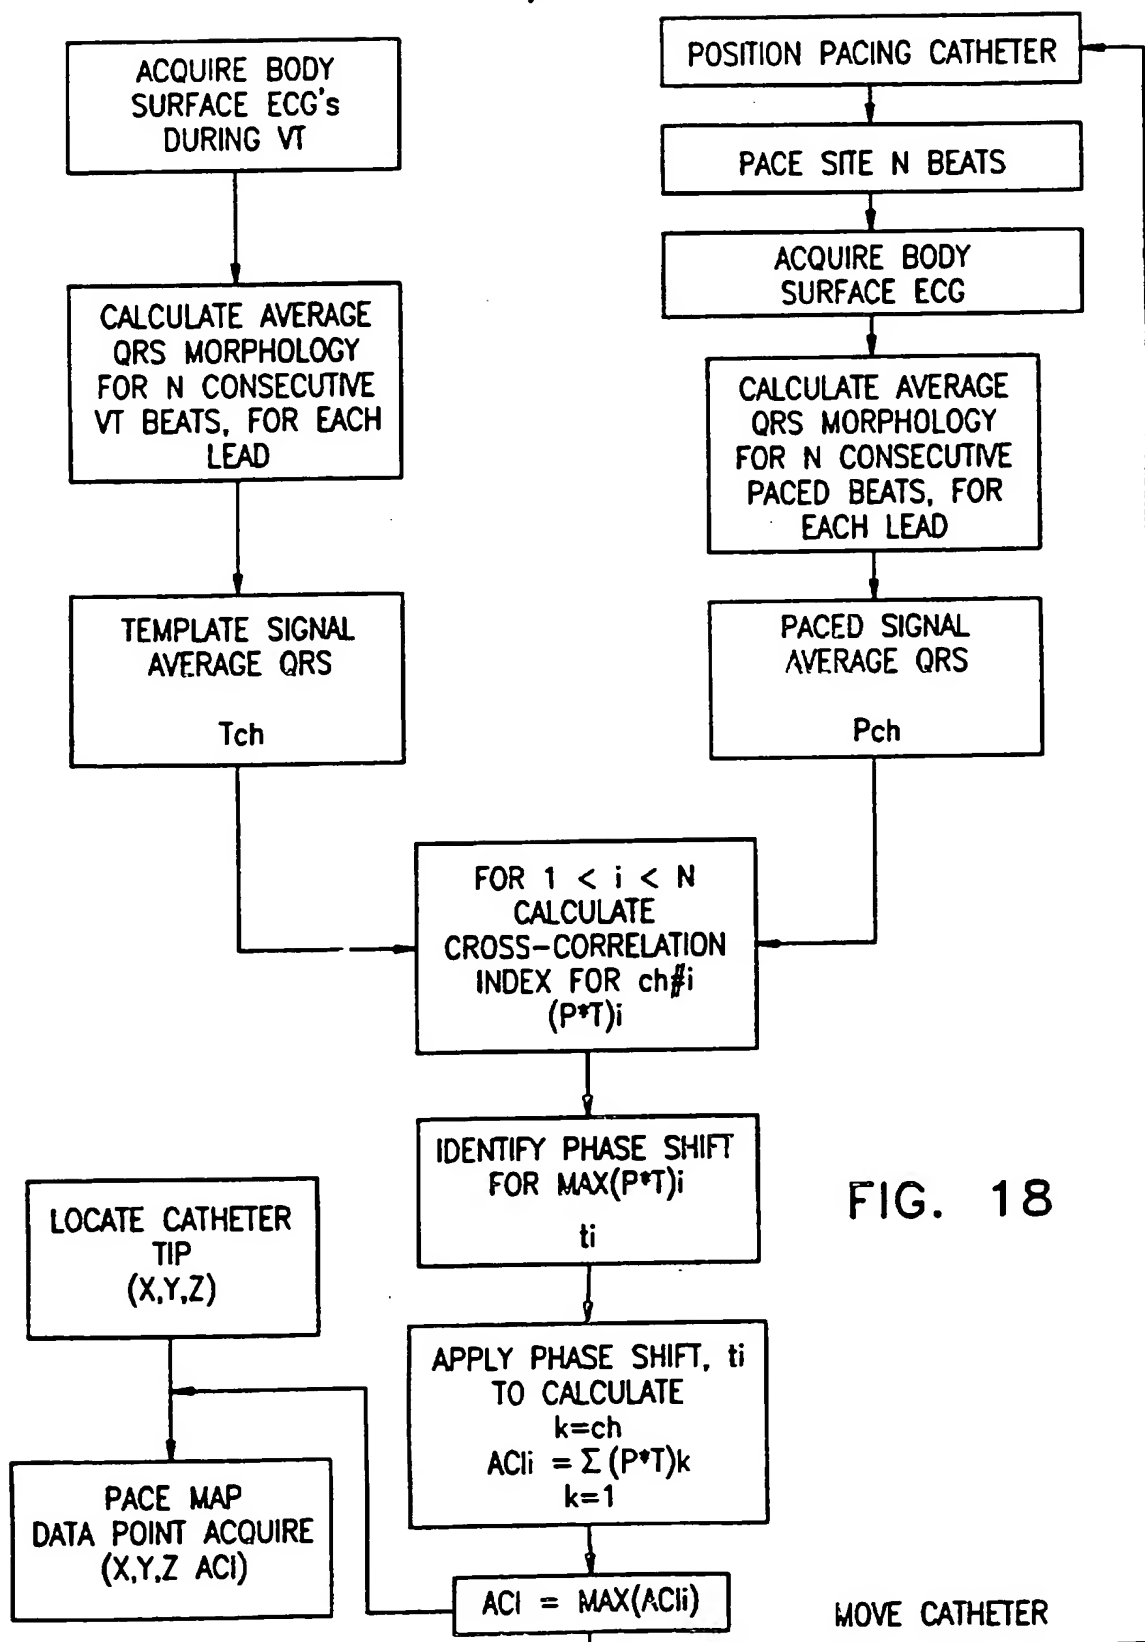 ACQUIRE BODY
SURFACE ECG's
DURING VT
CALCULATE AVERAGE
QRS MORPHOLOGY
FOR N CONSECUTIVE
VT BEATS, FOR EACH
LEAD
TEMPLATE SIGNAL
AVERAGE QRS
Tch
POSITION PACING CATHETER
PACE SITE N BEATS
ACQUIRE BODY
SURFACE ECG
CALCULATE AVERAGE
QRS MORPHOLOGY
FOR N CONSECUTIVE
PACED BEATS, FOR
EACH LEAD
PACED SIGNAL
AVERAGE QRS
Pch
FOR 1 < i < N
CALCULATE
CROSS-CORRELATION
INDEX FOR ch#i
(P*T)i
IDENTIFY PHASE SHIFT
FOR MAX(P*T)i
ti
FIG. 18
LOCATE CATHETER
TIP
(X,Y,Z)
APPLY PHASE SHIFT, ti
TO CALCULATE
k=ch
ACIi = Σ (P*T)k
k=1
PACE MAP
DATA POINT ACQUIRE
(X,Y,Z ACI)
ACI = MAX(ACIi)
MOVE CATHETER